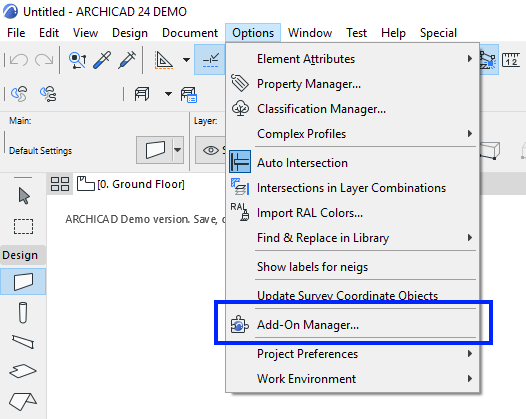 Untitled - ARCHICAD 24 DEMO
File Edit View Design Document Options Window Test Help Special
Main:
Layer:
Default Settings
Element Attributes
Property Manager...
Classification Manager...
Complex Profiles
Auto Intersection
Intersections in Layer Combinations
RAL
Import RAL Colors...
Find & Replace in Library
Show labels for neigs
Update Survey Coordinate Objects
Add-On Manager...
Project Preferences
Work Environment
[0. Ground Floor]
ARCHICAD Demo version. Save,
Design
1 2